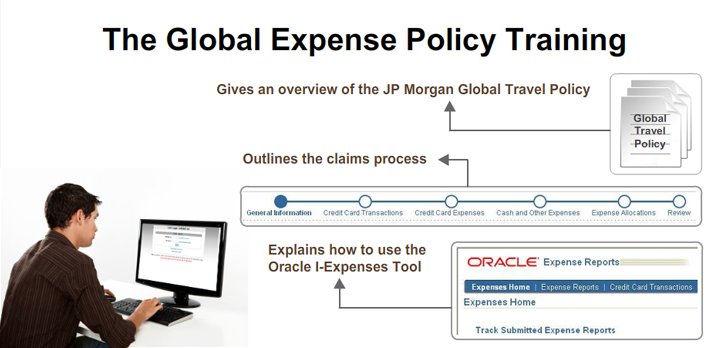 The Global Expense Policy Training
Gives an overview of the JP Morgan Global Travel Policy
Global
Travel
Policy
Outlines the claims process
General Information
Credit Card Transactions
Credit Card Expenses
Cash and Other Expenses
Expense Allocations
Review
Explains how to use the
Oracle I-Expenses Tool
ORACLE Expense Reports
Expenses Home | Expense Reports | Credit Card Transactions
Expenses Home
Track Submitted Expense Reports